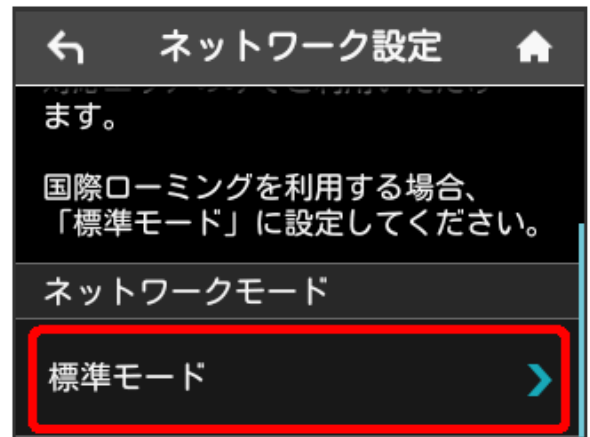 ネットワーク設定
ます。
国際ローミングを利用する場合、
「標準モード」に設定してください。
ネットワークモード
標準モード